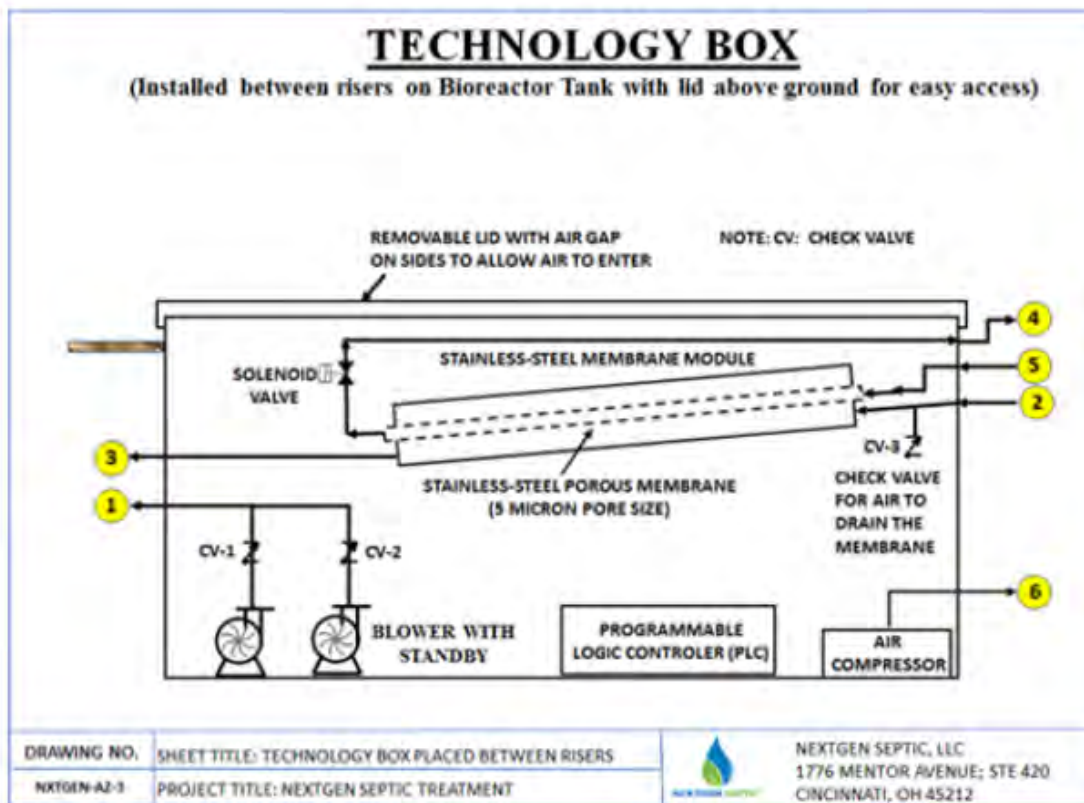 TECHNOLOGY BOX
(Installed between risers on Bioreactor Tank with lid above ground for easy access)
REMOVABLE LID WITH AIR GAP
ON SIDES TO ALLOW AIR TO ENTER
NOTE: CV: CHECK VALVE
4
STAINLESS-STEEL MEMBRANE MODULE
5
SOLENOID
VALVE
2
3
CV-3
STAINLESS-STEEL POROUS MEMBRANE
(5 MICRON PORE SIZE)
CHECK VALVE
FOR AIR TO
DRAIN THE
MEMBRANE
1
CV-1
CV-2
6
BLOWER WITH
STANDBY
PROGRAMMABLE
LOGIC CONTROLER (PLC)
AIR
COMPRESSOR
DRAWING NO.
SHEET TITLE: TECHNOLOGY BOX PLACED BETWEEN RISERS
NXTGEN-A2-3
PROJECT TITLE: NEXTGEN SEPTIC TREATMENT
NEXTGEN SEPTIC
NEXTGEN SEPTIC, LLC
1776 MENTOR AVENUE; STE 420
CINCINNATI, OH 45212